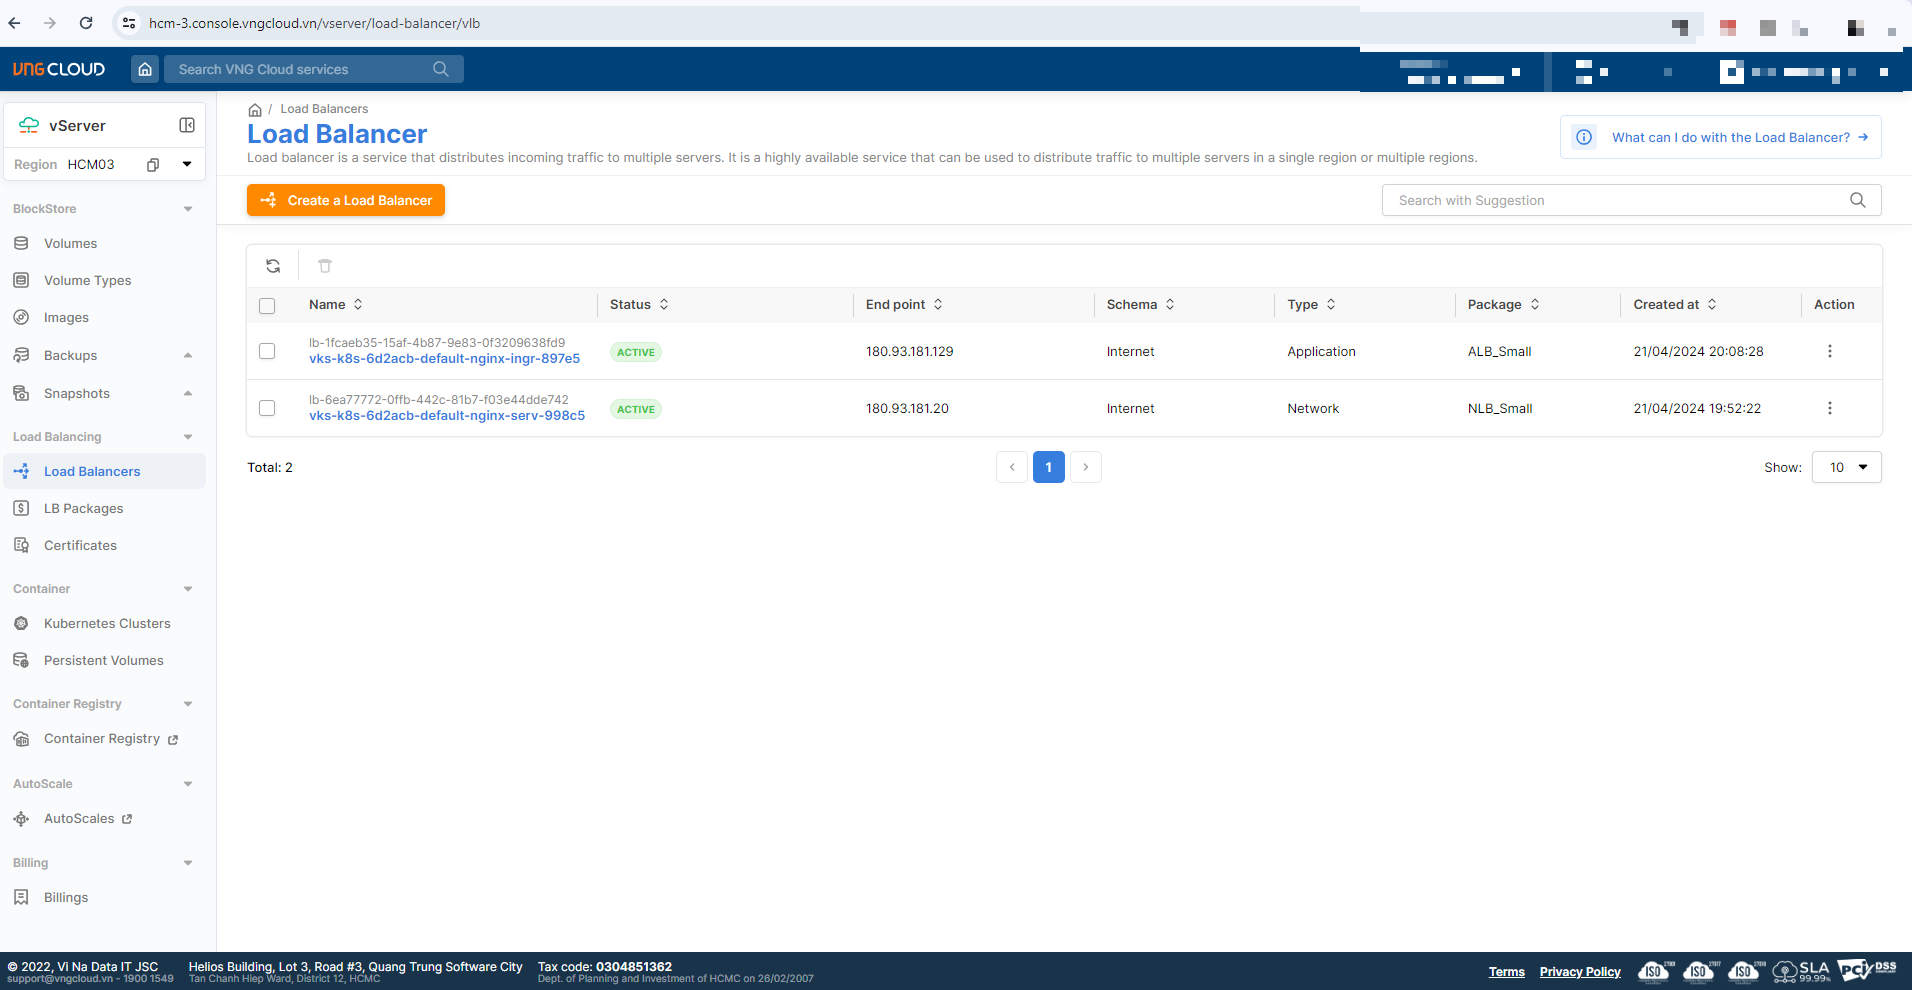 hcm-3.console.vngcloud.vn/vserver/load-balancer/vlb
VNG CLOUD
Search VNG Cloud services
vServer
Region HCM03
BlockStore
Volumes
Volume Types
Images
Backups
Snapshots
Load Balancing
Load Balancers
LB Packages
Certificates
Container
Kubernetes Clusters
Persistent Volumes
Container Registry
Container Registry
AutoScale
AutoScales
Billing
Billings
/ Load Balancers
Load Balancer
Load balancer is a service that distributes incoming traffic to multiple servers. It is a highly available service that can be used to distribute traffic to multiple servers in a single region or multiple regions.
What can I do with the Load Balancer?
Create a Load Balancer
Search with Suggestion
Name Status End point Schema Type Package Created at Action
lb-1fcaeb35-15af-4b87-9e83-0f3209638fd9
vks-k8s-6d2acb-default-nginx-ingr-897e5 ACTIVE 180.93.181.129 Internet Application ALB_Small 21/04/2024 20:08:28
lb-6ea77772-0ffb-442c-81b7-f03e44dde742
vks-k8s-6d2acb-default-nginx-serv-998c5 ACTIVE 180.93.181.20 Internet Network NLB_Small 21/04/2024 19:52:22
Total: 2 1 Show: 10
© 2022, Vi Na Data IT JSC
support@vngcloud.vn - 1900 1549
Helios Building, Lot 3, Road #3, Quang Trung Software City
Tan Chanh Hiep Ward, District 12, HCMC
Tax code: 0304851362
Dept. of Planning and Investment of HCMC on 26/02/2007
Terms Privacy Policy
ISO ISO ISO SLA 99.99% PCI DSS